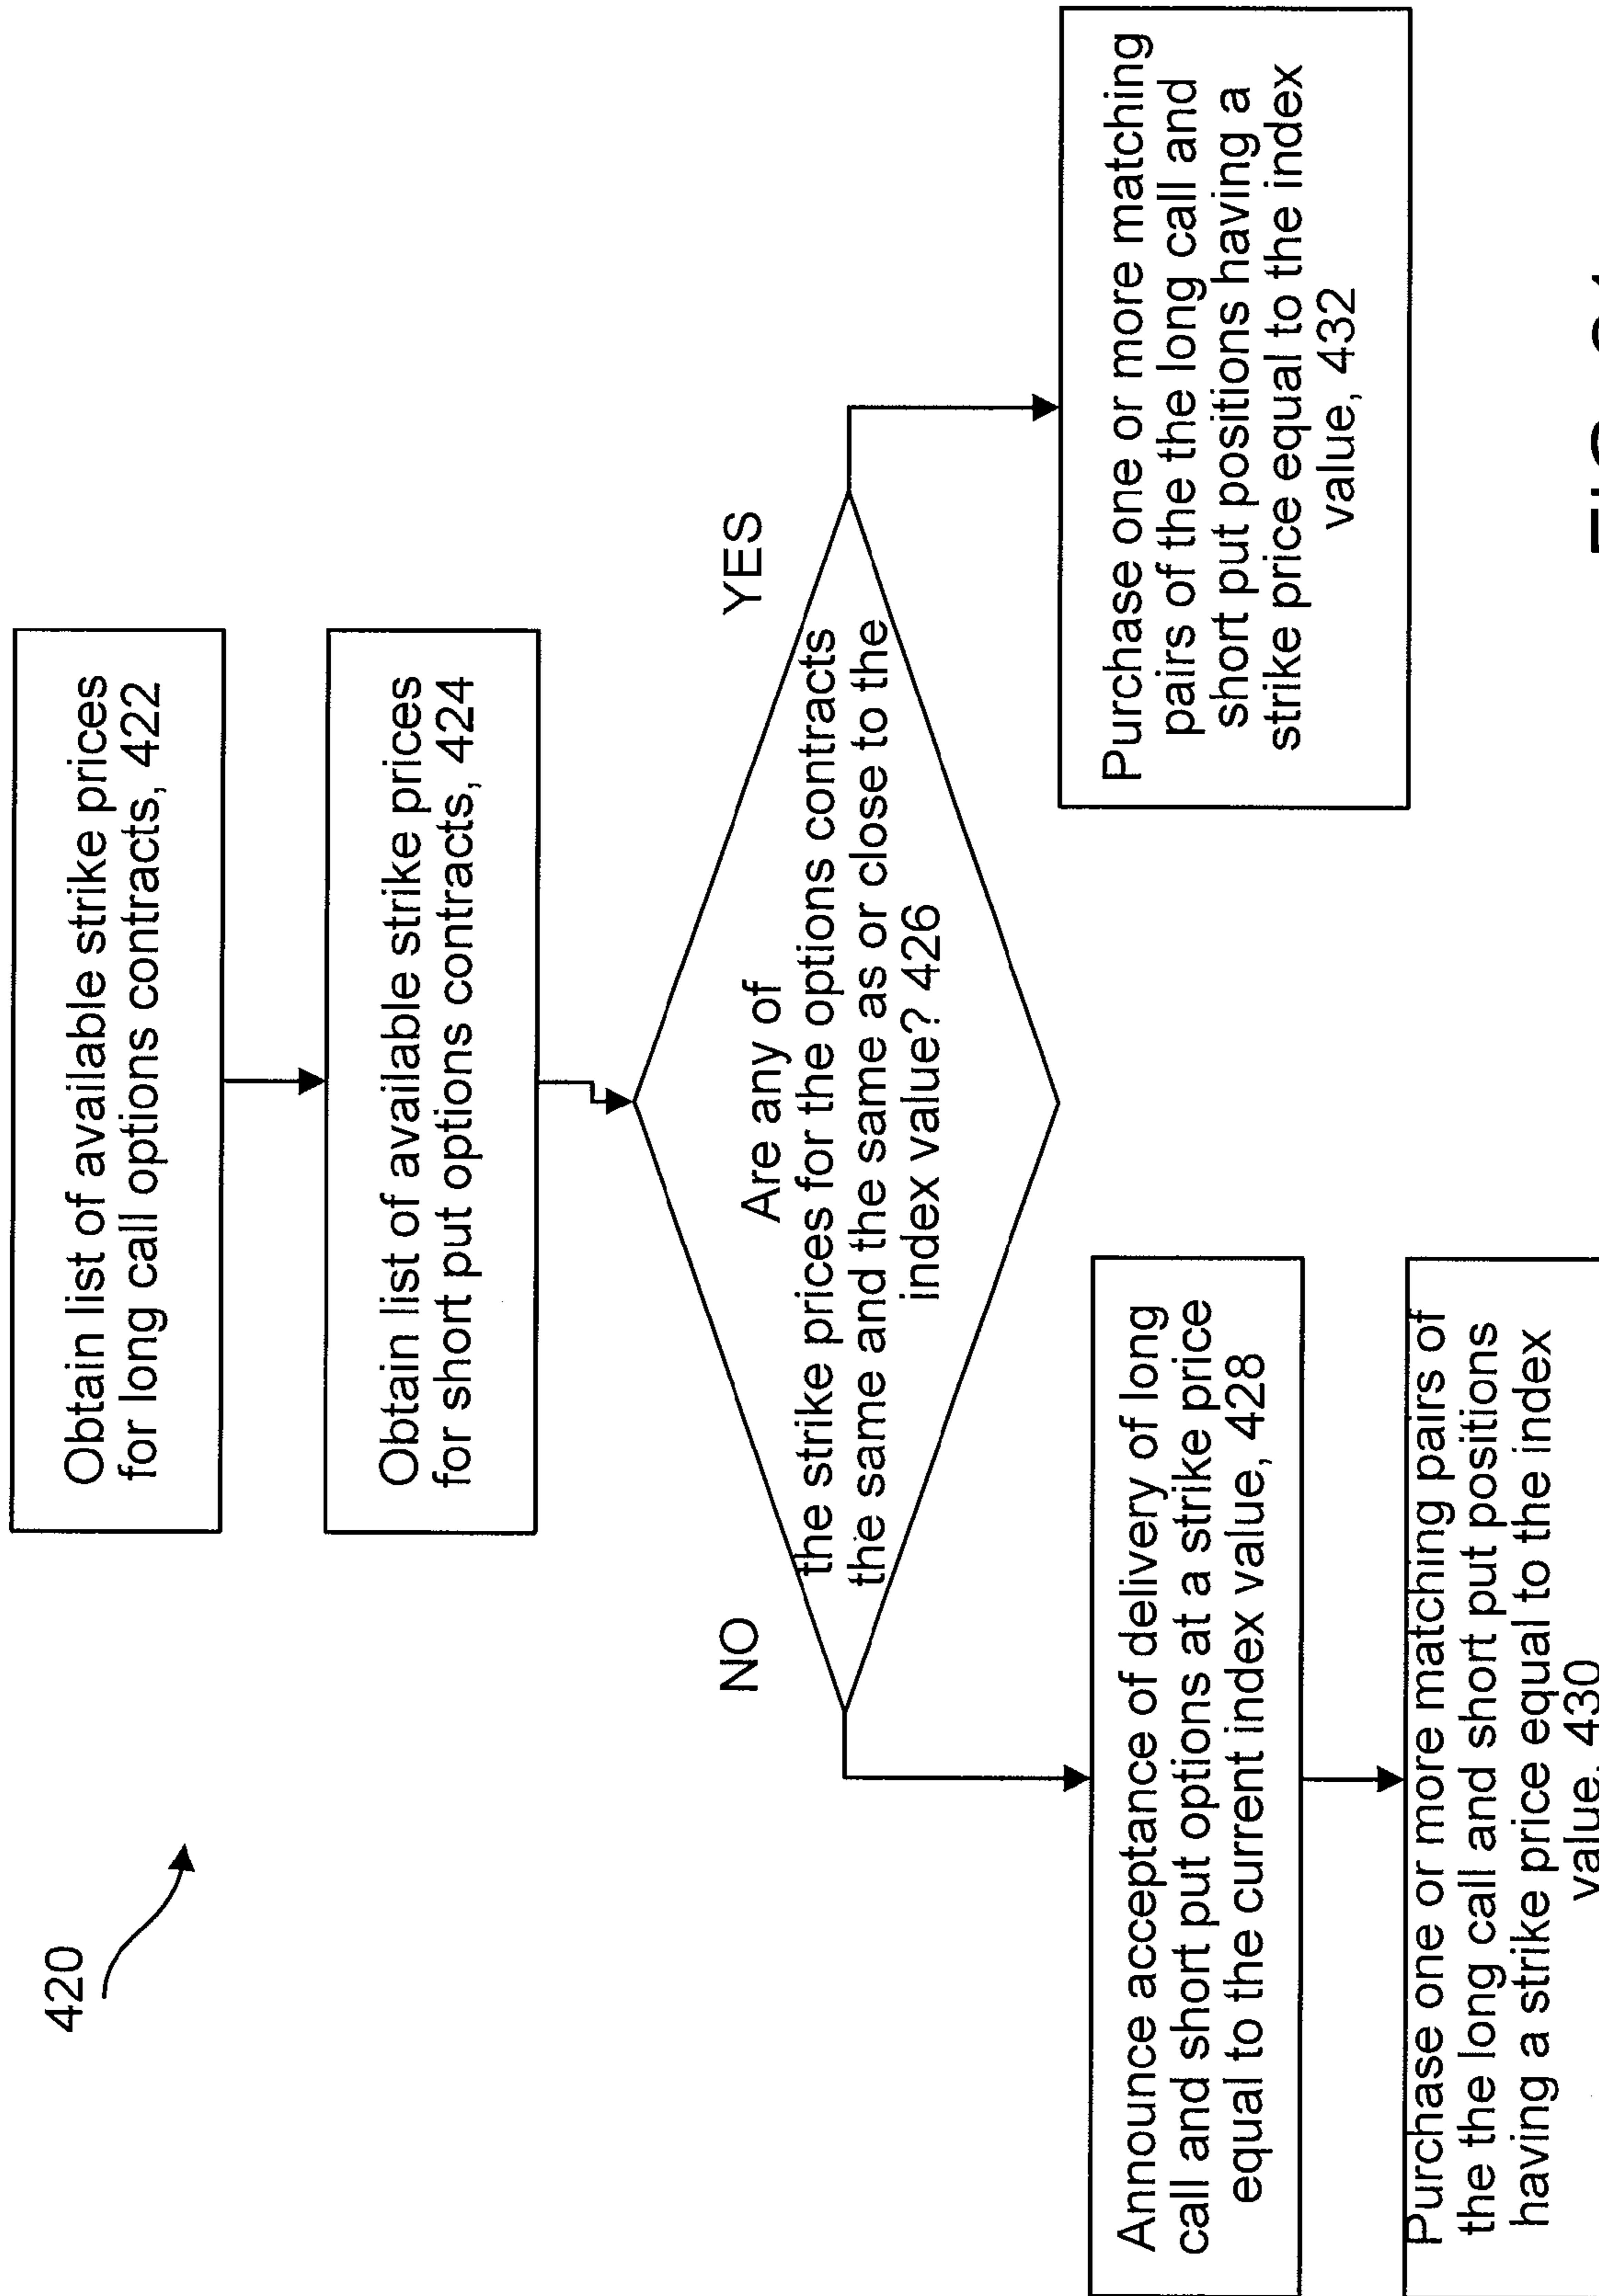 420
Obtain list of available strike prices
for long call options contracts, 422
Obtain list of available strike prices
for short put options contracts, 424
Are any of
the strike prices for the options contracts
the same and the same as or close to the
index value? 426
NO
YES
Announce acceptance of delivery of long
call and short put options at a strike price
equal to the current index value, 428
Purchase one or more matching pairs of
the the long call and short put positions
having a strike price equal to the index
value, 430
Purchase one or more matching
pairs of the the long call and
short put positions having a
strike price equal to the index
value, 432